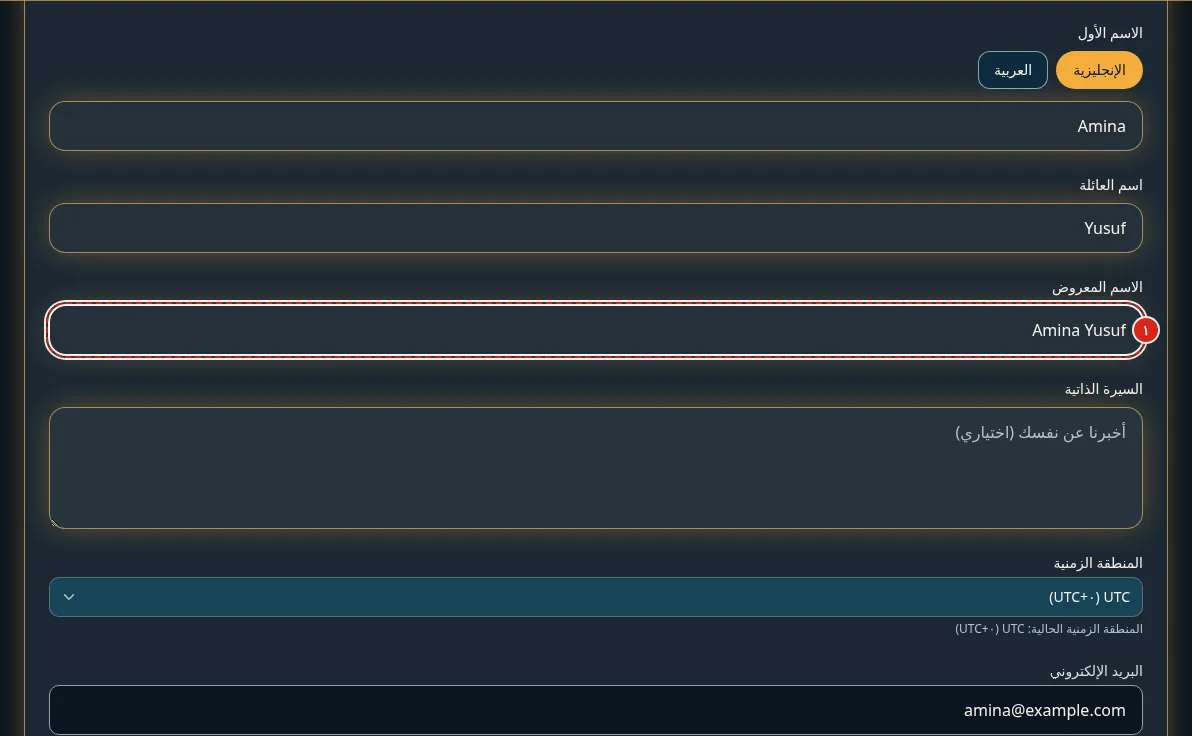 الاسم الأول
الإنجليزية العربية
Amina
اسم العائلة
Yusuf
الاسم المعروض
Amina Yusuf ١
السيرة الذاتية
أخبرنا عن نفسك (اختياري)
المنطقة الزمنية
UTC (UTC+٠)
المنطقة الزمنية الحالية: UTC (UTC+٠)
البريد الإلكتروني
amina@example.com